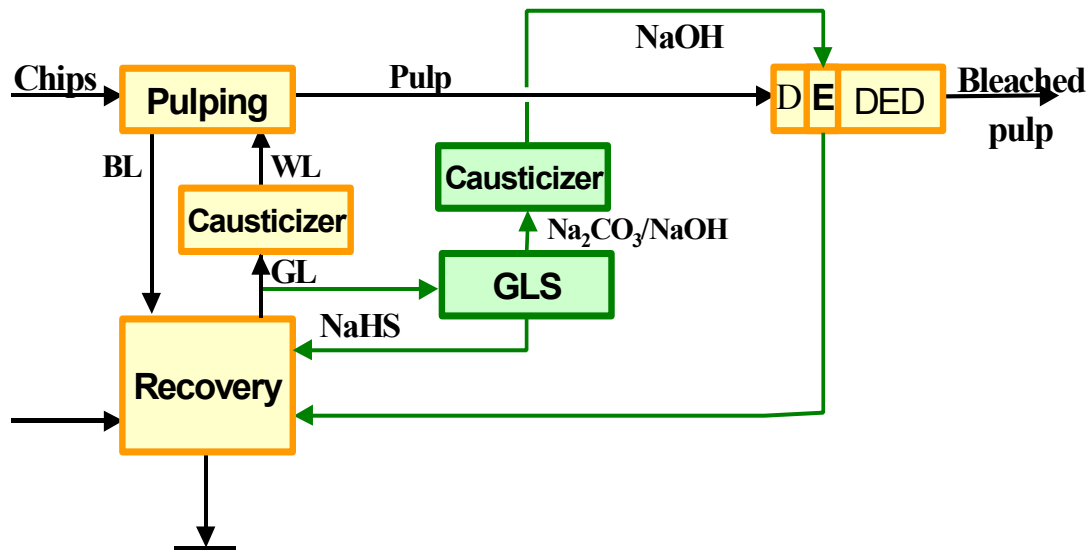 NaOH
Chips
Pulping
Pulp
D E DED
Bleached
pulp
BL
WL
Causticizer
Causticizer
Na₂CO₃/NaOH
GL
GLS
NaHS
Recovery